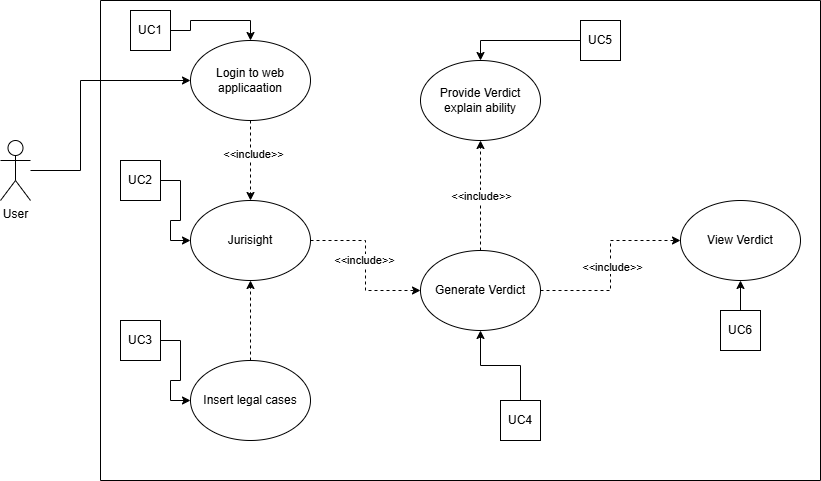 UC1
Login to web
applicaation
<<include>>
UC5
Provide Verdict
explain ability
User
UC2
Jurisight
<<include>>
<<include>>
Generate Verdict
<<include>>
View Verdict
UC3
Insert legal cases
UC4
UC6